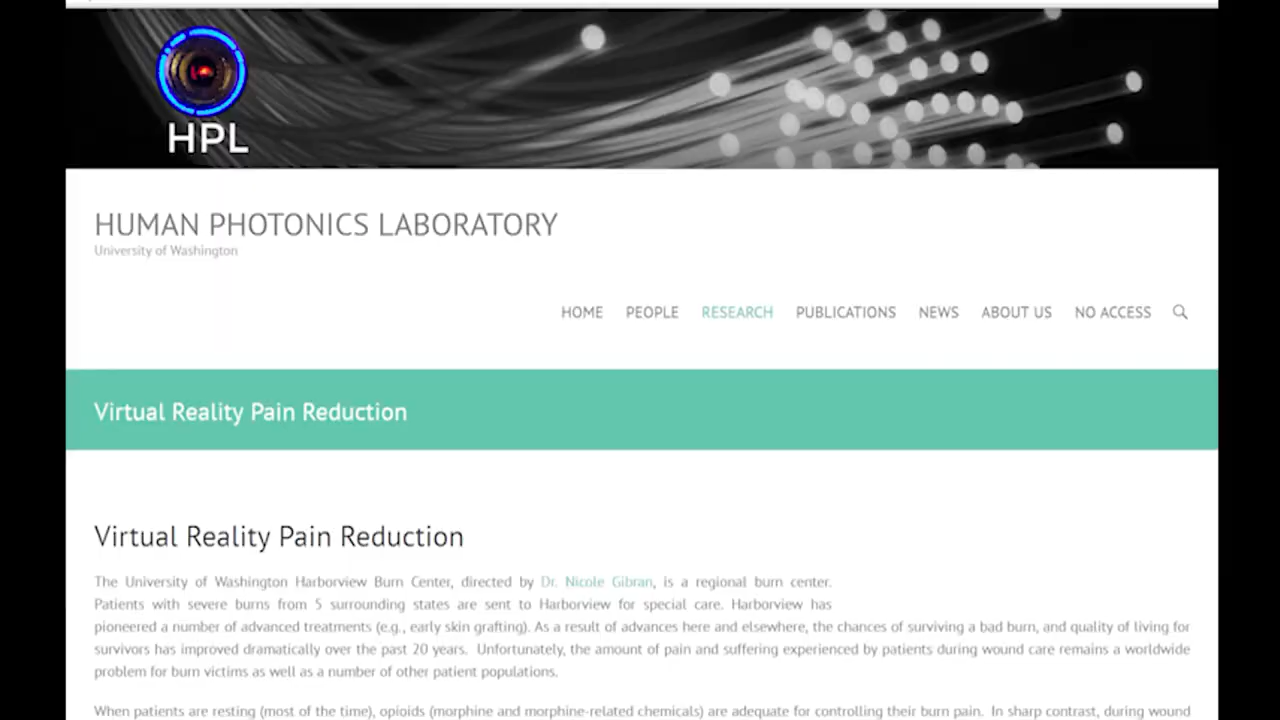 HPL
HUMAN PHOTONICS LABORATORY
University of Washington
HOME PEOPLE RESEARCH PUBLICATIONS NEWS ABOUT US NO ACCESS
Virtual Reality Pain Reduction
Virtual Reality Pain Reduction
The University of Washington Harborview Burn Center, directed by Dr. Nicole Gibran, is a regional burn center.
Patients with severe burns from 5 surrounding states are sent to Harborview for special care. Harborview has
pioneered a number of advanced treatments (e.g., early skin grafting). As a result of advances here and elsewhere, the chances of surviving a bad burn, and quality of living for
survivors has improved dramatically over the past 20 years. Unfortunately, the amount of pain and suffering experienced by patients during wound care remains a worldwide
problem for burn victims as well as a number of other patient populations.
When patients are resting (most of the time), opioids (morphine and morphine-related chemicals) are adequate for controlling their burn pain. In sharp contrast, during wound